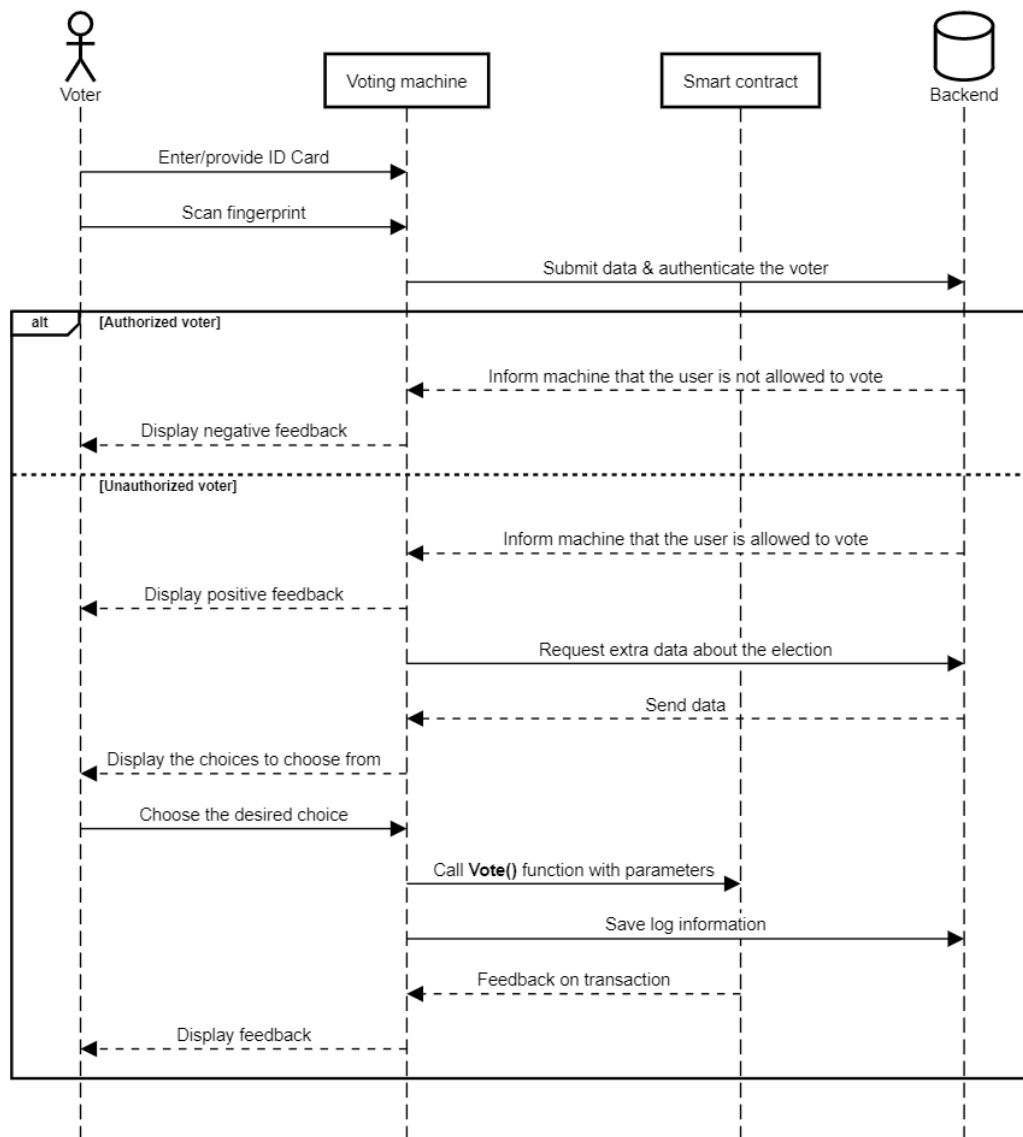 Voter
Voting machine
Smart contract
Backend
Enter/provide ID Card
Scan fingerprint
Submit data & authenticate the voter
alt
[Authorized voter]
Inform machine that the user is not allowed to vote
Display negative feedback
[Unauthorized voter]
Inform machine that the user is allowed to vote
Display positive feedback
Request extra data about the election
Send data
Display the choices to choose from
Choose the desired choice
Call Vote() function with parameters
Save log information
Feedback on transaction
Display feedback